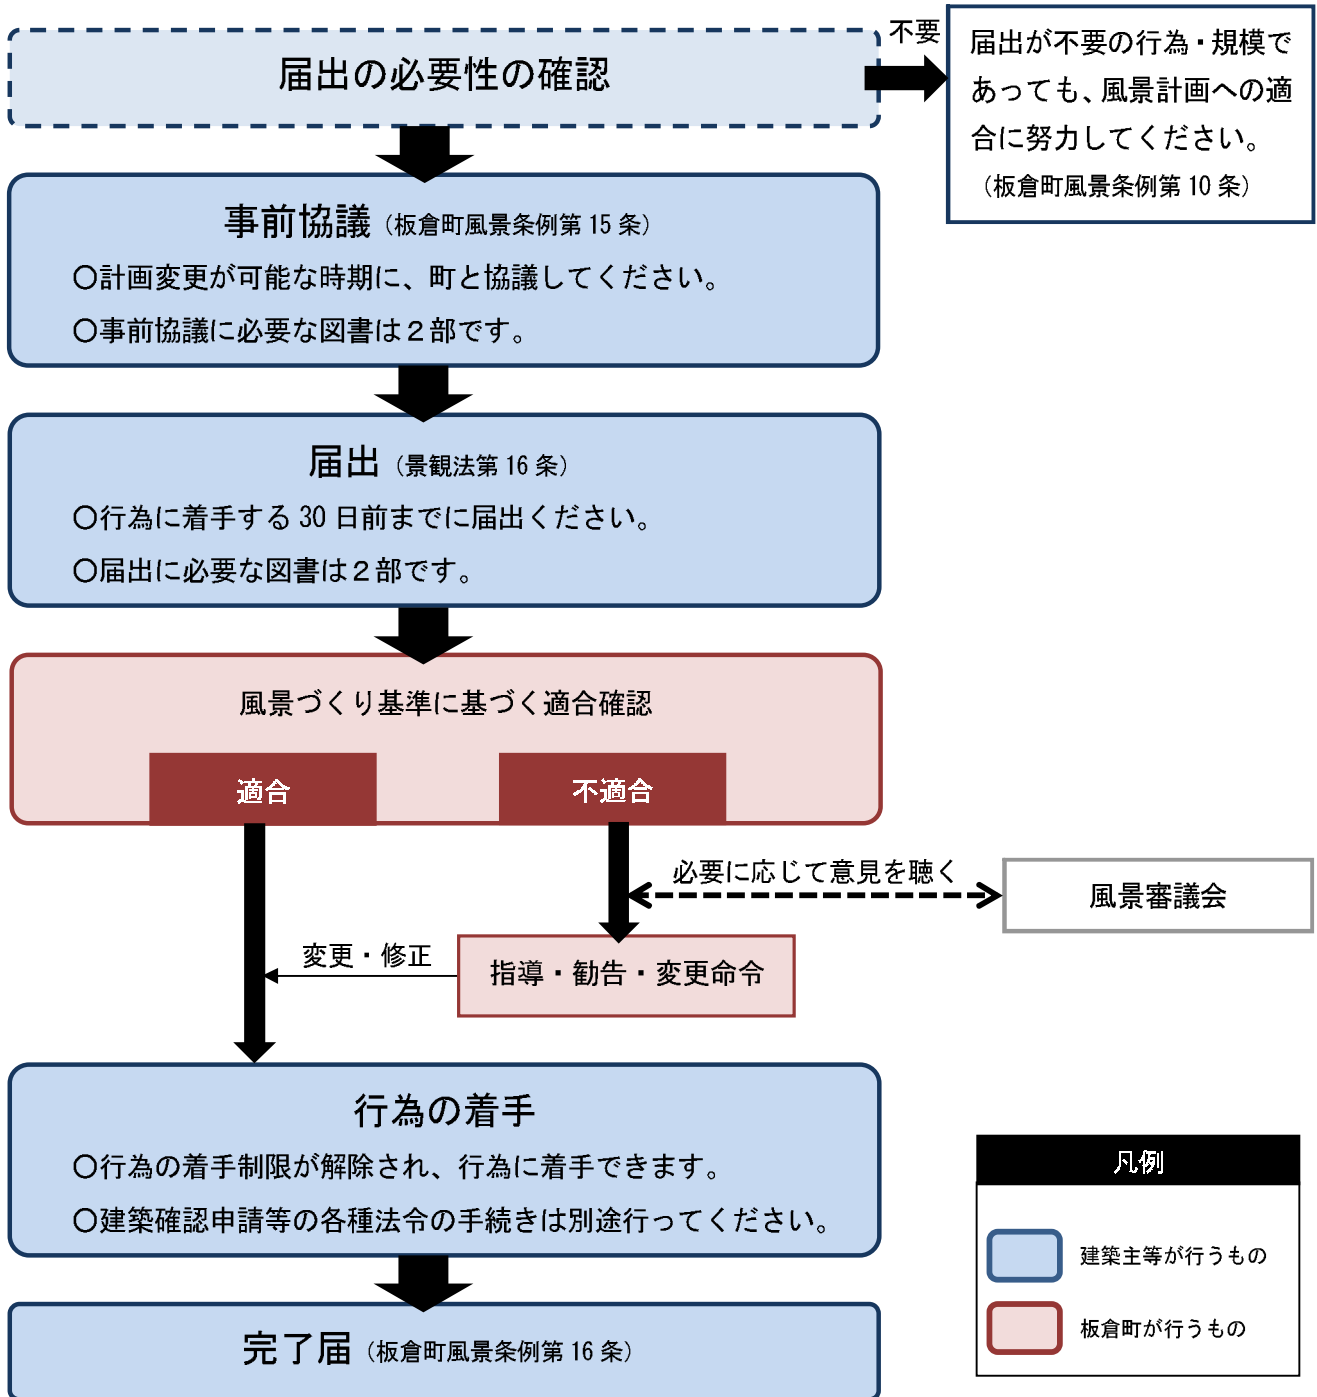 届出の必要性の確認
不要
届出が不要の行為・規模で
あっても、風景計画への適
合に努力してください。
（板倉町風景条例第 10 条）
事前協議（板倉町風景条例第 15 条）
○計画変更が可能な時期に、町と協議してください。
○事前協議に必要な図書は２部です。
届出（景観法第 16 条）
○行為に着手する 30 日前までに届出ください。
○届出に必要な図書は２部です。
風景づくり基準に基づく適合確認
適合
不適合
必要に応じて意見を聴く
風景審議会
変更・修正
指導・勧告・変更命令
行為の着手
○行為の着手制限が解除され、行為に着手できます。
○建築確認申請等の各種法令の手続きは別途行ってください。
完了届（板倉町風景条例第 16 条）
凡例
建築主等が行うもの
板倉町が行うもの